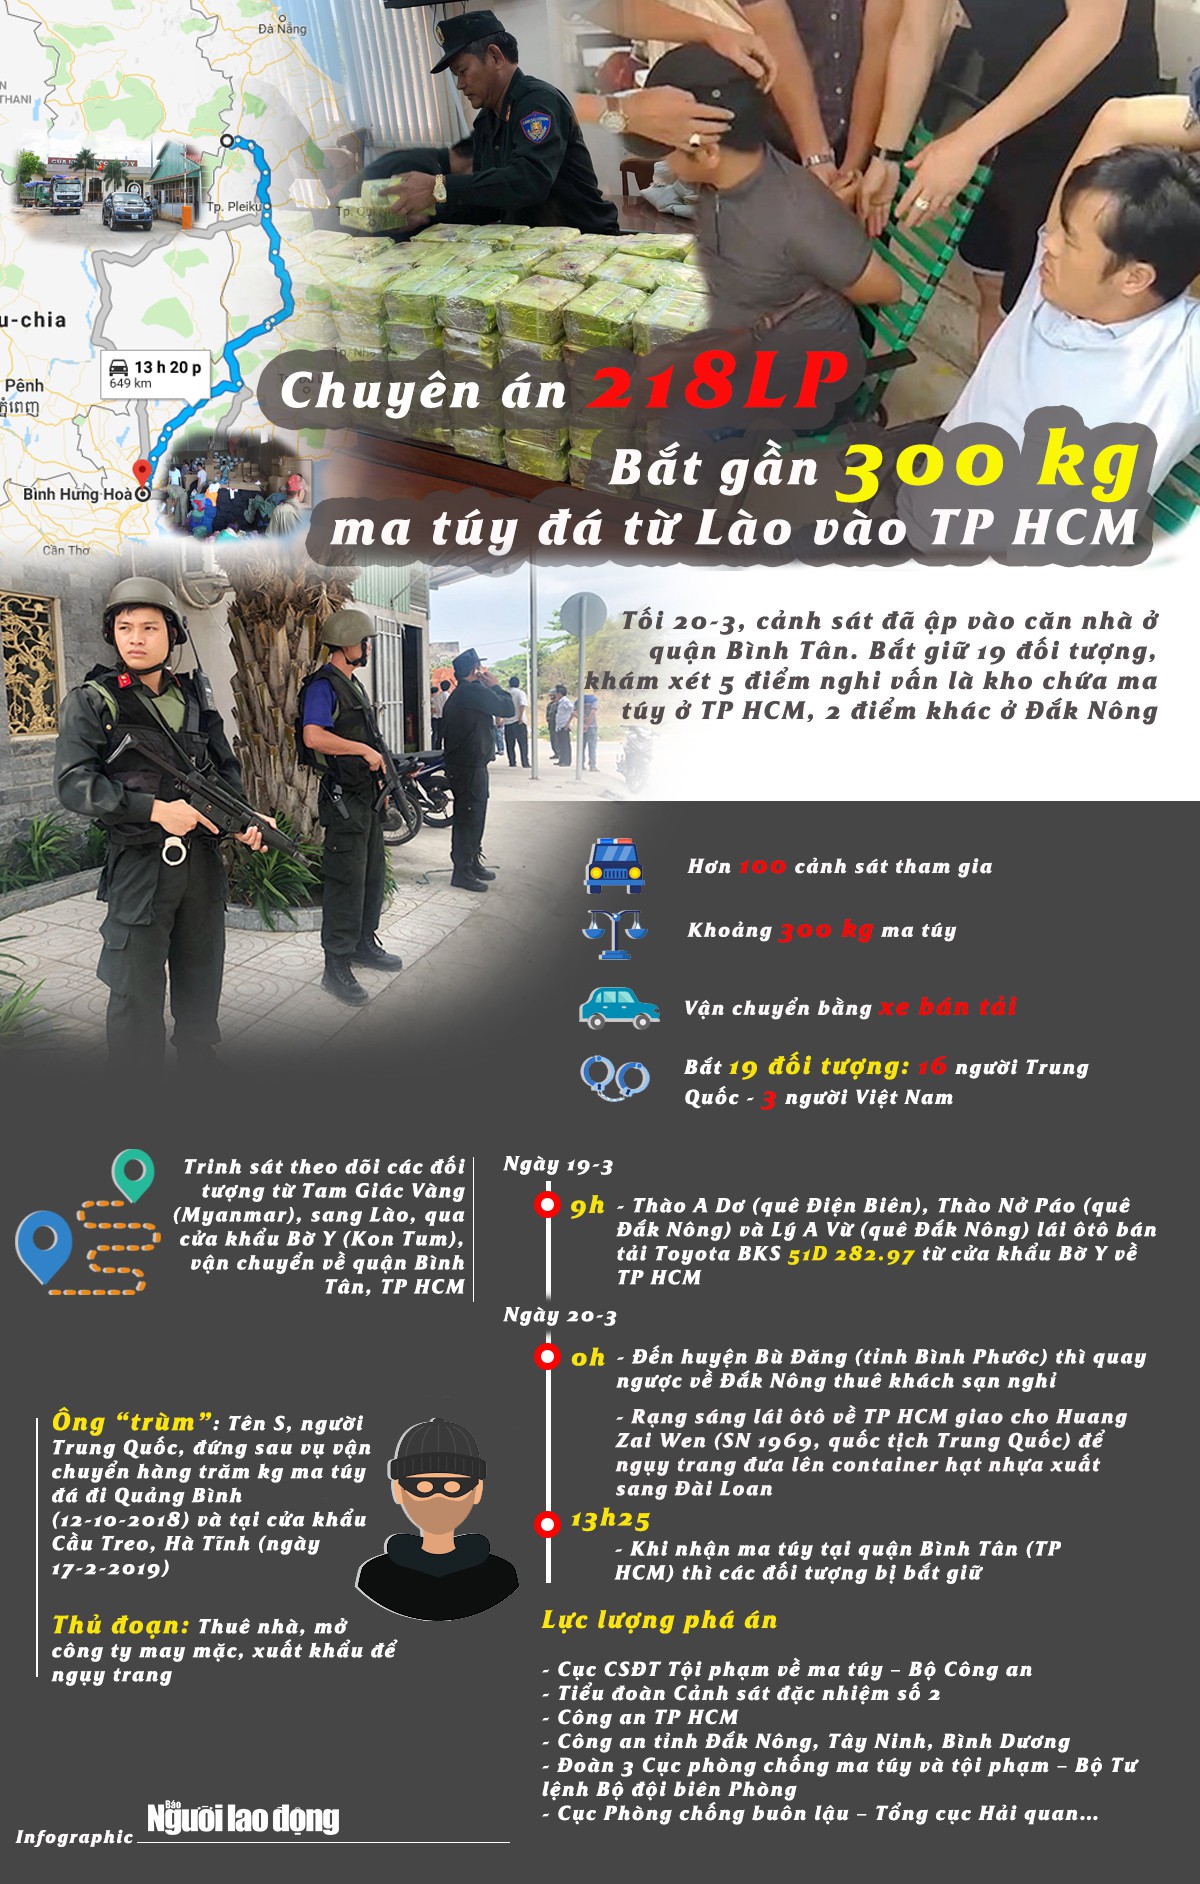 Đà Nẵng
N
THANI
Tp. Pleiku
u-chia
13 h 20 p
649 km
Pênh
ភ្នំពេញ
Bình Hưng Hoà
Cần Thơ
Chuyên án 218LP
Bắt gần 300 kg
ma túy đá từ Lào vào TP HCM
Tối 20-3, cảnh sát đã ập vào căn nhà ở
quận Bình Tân. Bắt giữ 19 đối tượng,
khám xét 5 điểm nghi vấn là kho chứa ma
túy ở TP HCM, 2 điểm khác ở Đắk Nông
Hơn 100 cảnh sát tham gia
Khoảng 300 kg ma túy
Vận chuyển bằng xe bán tải
Bắt 19 đối tượng: 16 người Trung
Quốc - 3 người Việt Nam
Trinh sát theo dõi các đối
tượng từ Tam Giác Vàng
(Myanmar), sang Lào, qua
cửa khẩu Bờ Y (Kon Tum),
vận chuyển về quận Bình
Tân, TP HCM
Ngày 19-3
9h - Thào A Dơ (quê Điện Biên), Thào Nở Páo (quê
Đắk Nông) và Lý A Vừ (quê Đắk Nông) lái ôtô bán
tải Toyota BKS 51D 282.97 từ cửa khẩu Bờ Y về
TP HCM
Ngày 20-3
0h - Đến huyện Bù Đăng (tỉnh Bình Phước) thì quay
ngược về Đắk Nông thuê khách sạn nghỉ
- Rạng sáng lái ôtô về TP HCM giao cho Huang
Zai Wen (SN 1969, quốc tịch Trung Quốc) để
ngụy trang đưa lên container hạt nhựa xuất
sang Đài Loan
13h25
- Khi nhận ma túy tại quận Bình Tân (TP
HCM) thì các đối tượng bị bắt giữ
Ông “trùm”: Tên S, người
Trung Quốc, đứng sau vụ vận
chuyển hàng trăm kg ma túy
đá đi Quảng Bình
(12-10-2018) và tại cửa khẩu
Cầu Treo, Hà Tĩnh (ngày
17-2-2019)
Thủ đoạn: Thuê nhà, mở
công ty may mặc, xuất khẩu để
ngụy trang
Lực lượng phá án
- Cục CSĐT Tội phạm về ma túy – Bộ Công an
- Tiểu đoàn Cảnh sát đặc nhiệm số 2
- Công an TP HCM
- Công an tỉnh Đắk Nông, Tây Ninh, Bình Dương
- Đoàn 3 Cục phòng chống ma túy và tội phạm – Bộ Tư
lệnh Bộ đội biên Phòng
- Cục Phòng chống buôn lậu – Tổng cục Hải quan...
Infographic
Báo
Người lao động